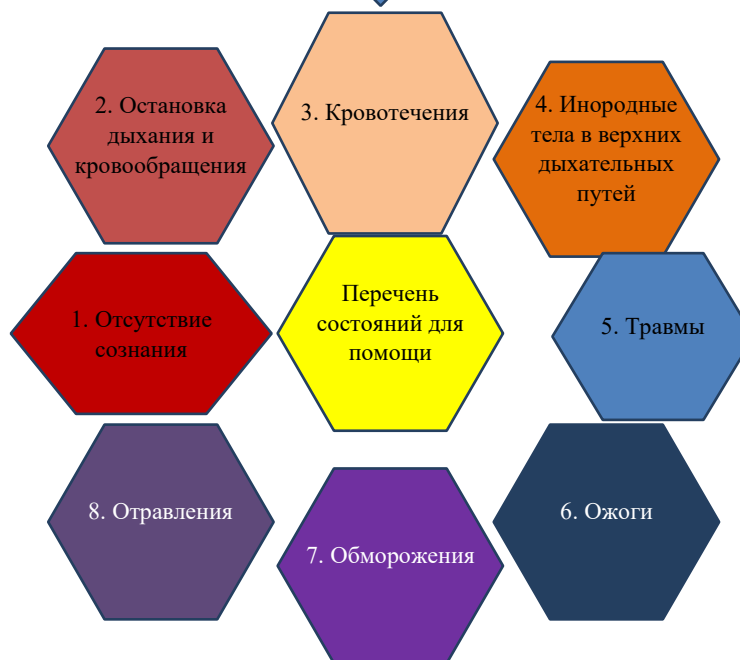 2. Остановка
дыхания и
кровообращения
3. Кровотечения
4. Инородные
тела в верхних
дыхательных
путей
1. Отсутствие
сознания
Перечень
состояний для
помощи
5. Травмы
8. Отравления
7. Обморожения
6. Ожоги